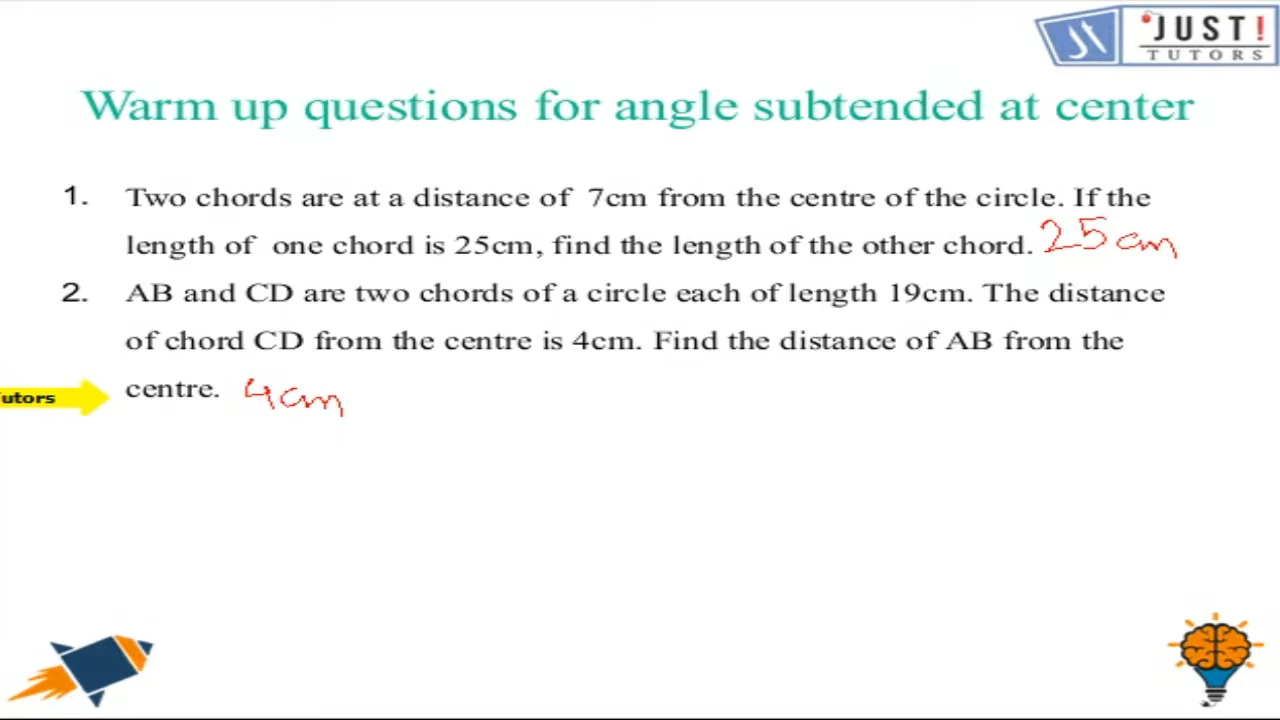 JUST!
TUTORS
Warm up questions for angle subtended at center
1. Two chords are at a distance of 7cm from the centre of the circle. If the
length of one chord is 25cm, find the length of the other chord. 25cm
2. AB and CD are two chords of a circle each of length 19cm. The distance
of chord CD from the centre is 4cm. Find the distance of AB from the
centre. 4cm
utors